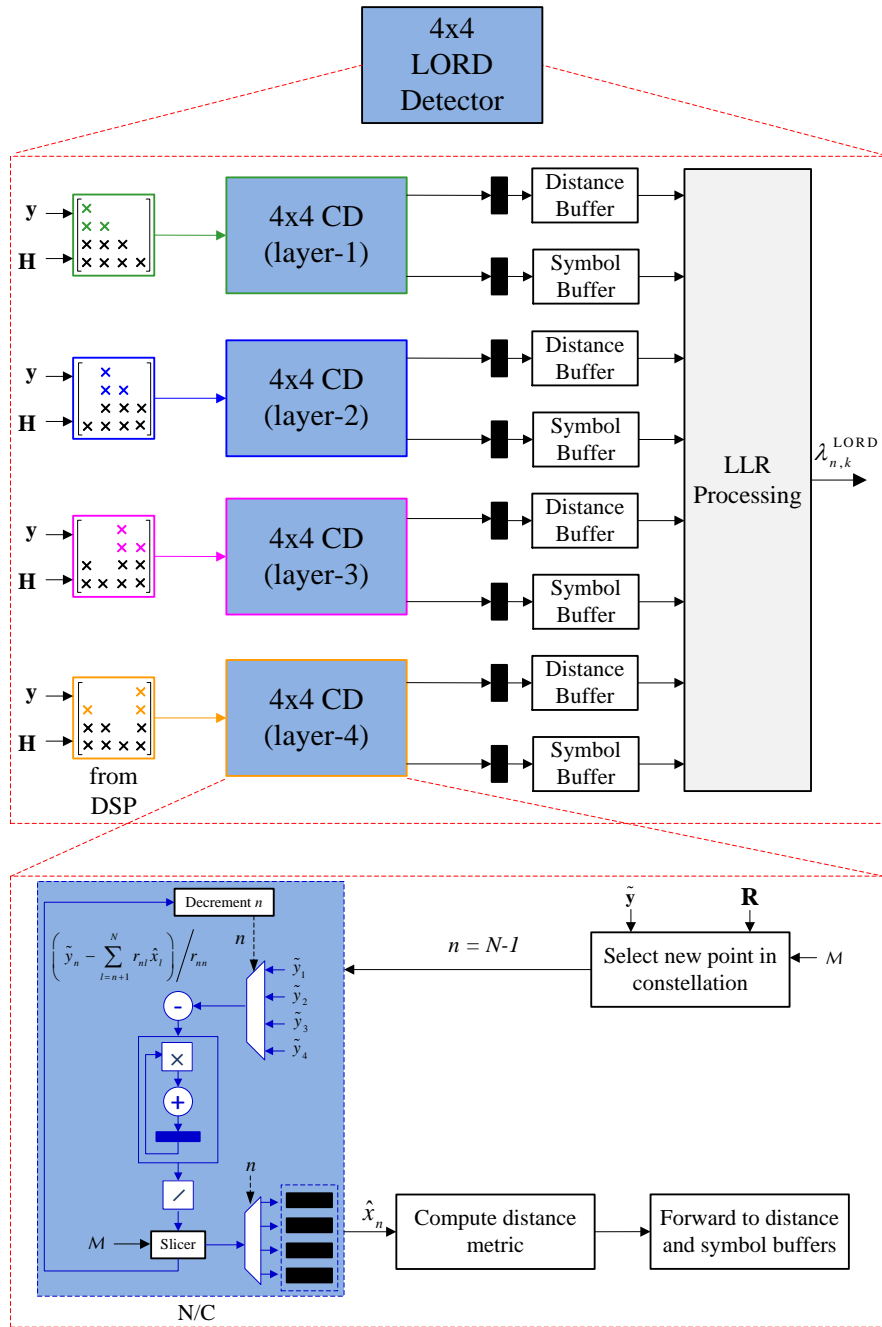 4x4
LORD
Detector
y
H
4x4 CD
(layer-1)
Distance
Buffer
Symbol
Buffer
y
H
4x4 CD
(layer-2)
Distance
Buffer
Symbol
Buffer
LLR
Processing
λ_{n,k}^{LORD}
y
H
4x4 CD
(layer-3)
Distance
Buffer
Symbol
Buffer
y
H
from
DSP
4x4 CD
(layer-4)
Distance
Buffer
Symbol
Buffer
Decrement n
n
(ỹ_n − ∑_{l=n+1}^{N} r_{nl} x̂_l) / r_{nn}
ỹ_1
ỹ_2
ỹ_3
ỹ_4
-
×
+
/
M
Slicer
n
N/C
n = N-1
ỹ
R
Select new point in
constellation
M
x̂_n
Compute distance
metric
Forward to distance
and symbol buffers